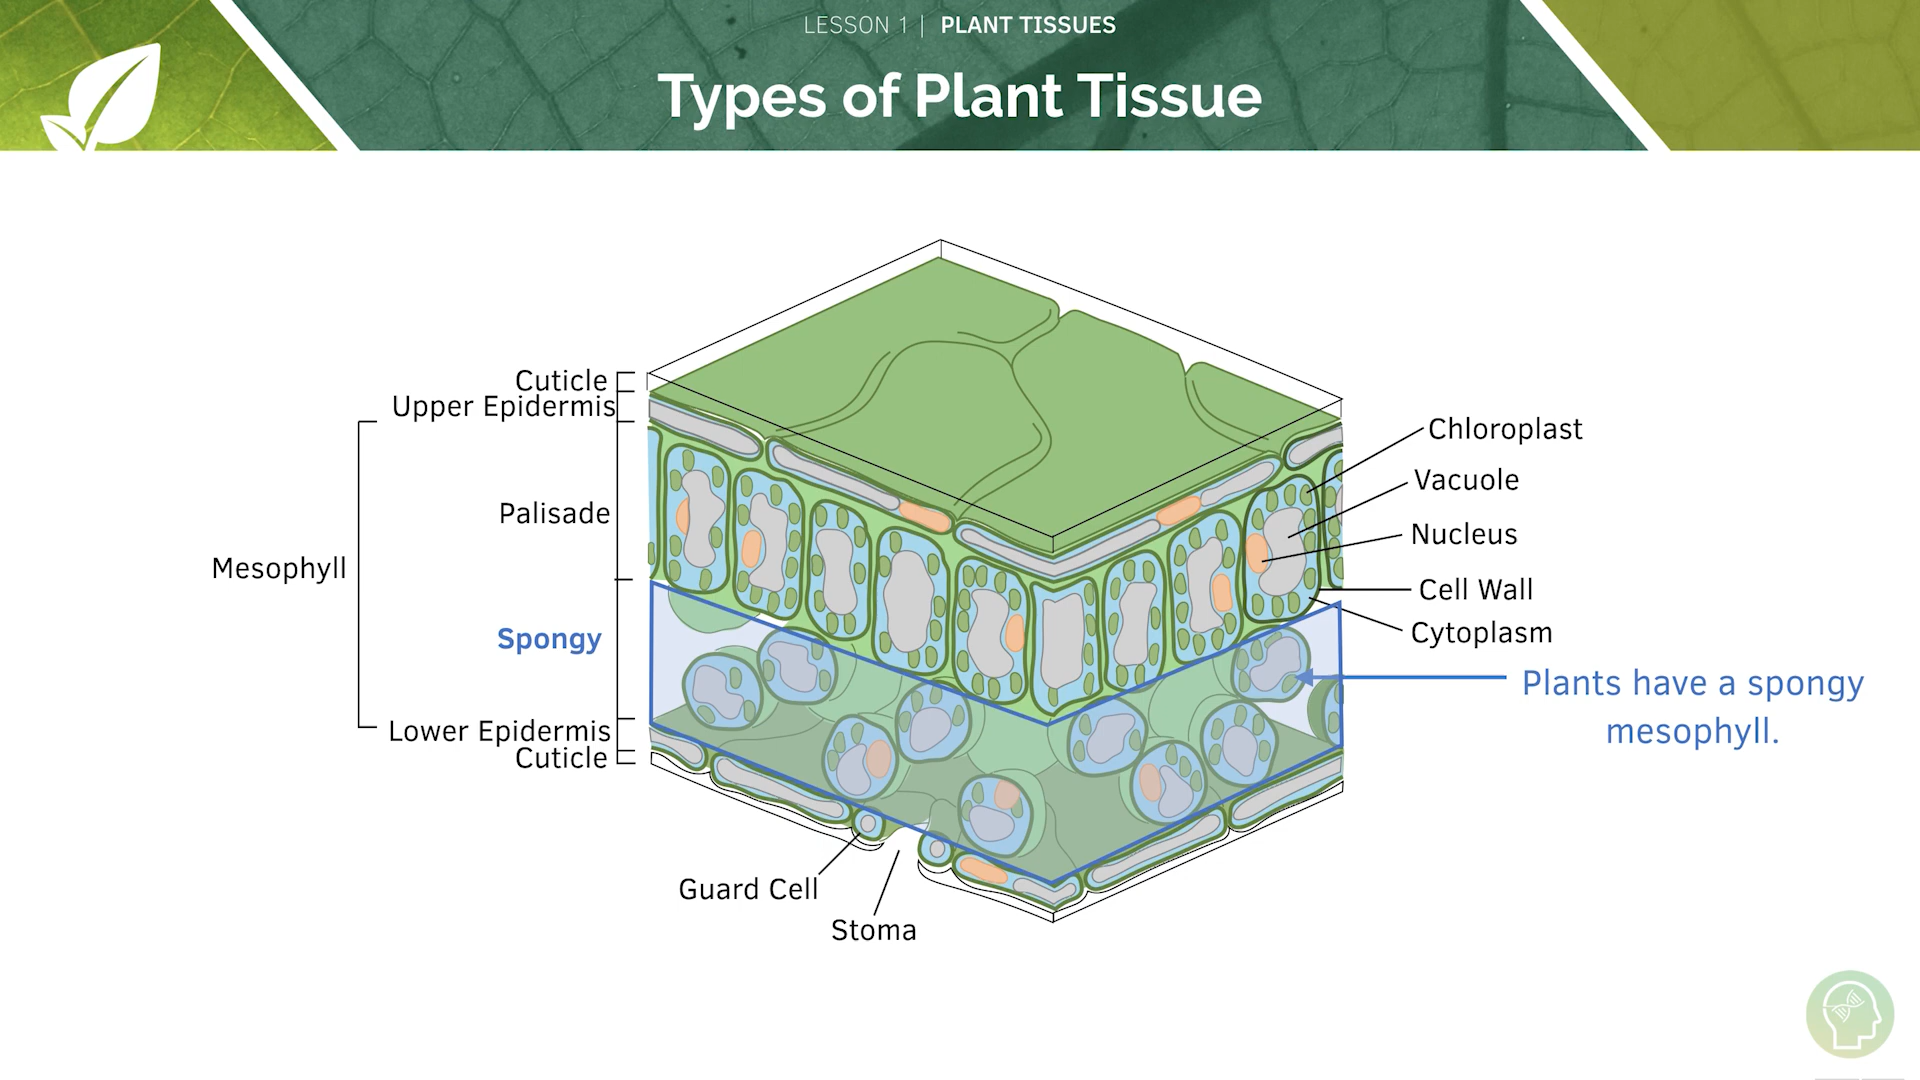 LESSON 1 | PLANT TISSUES
Types of Plant Tissue
Cuticle
Upper Epidermis
Palisade
Mesophyll
Spongy
Lower Epidermis
Cuticle
Guard Cell
Stoma
Chloroplast
Vacuole
Nucleus
Cell Wall
Cytoplasm
Plants have a spongy
mesophyll.